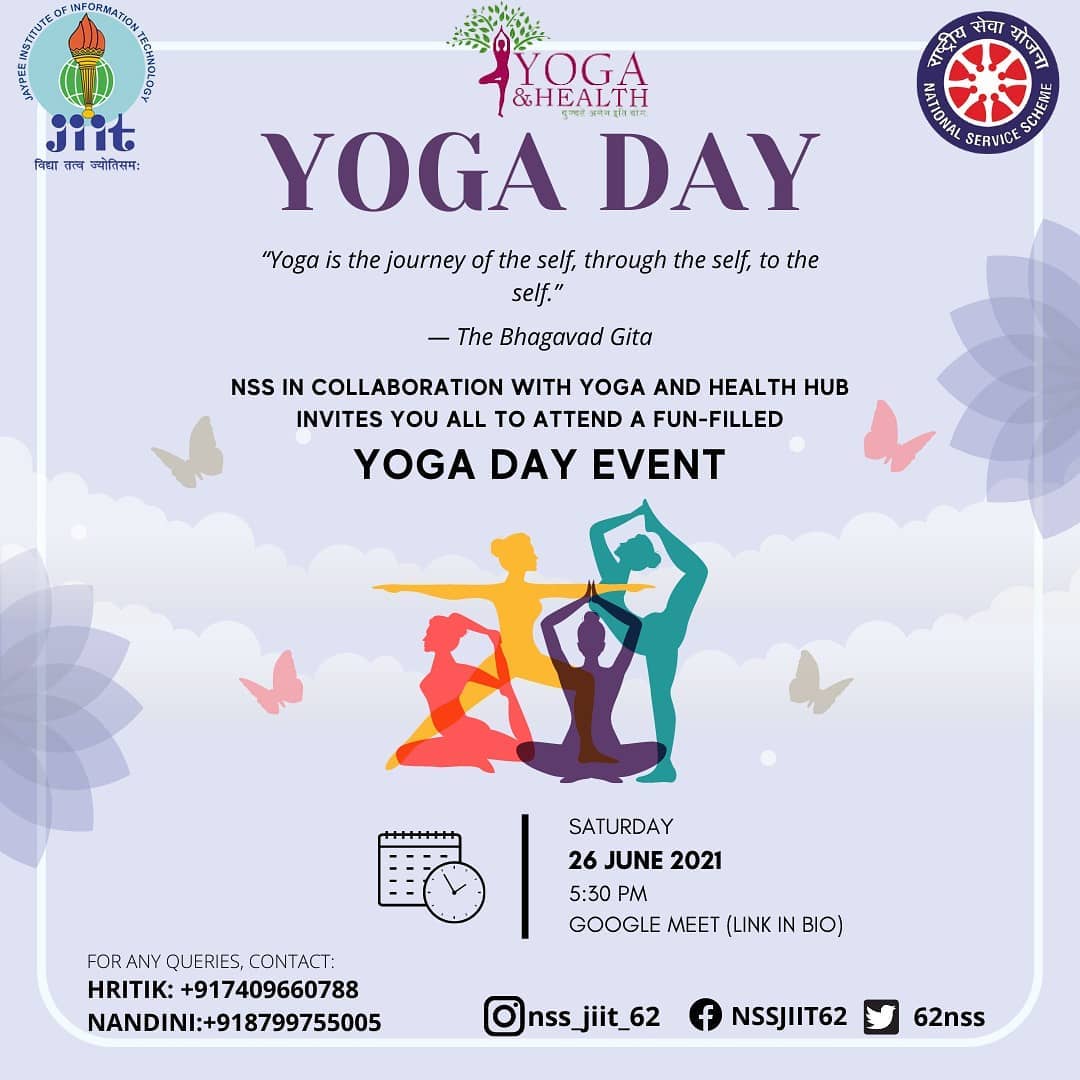 JAYPEE INSTITUTE OF INFORMATION TECHNOLOGY
jiit
विद्या तत्व ज्योतिसम:
YOGA
&HEALTH
राष्ट्रीय सेवा योजना
NATIONAL SERVICE SCHEME
YOGA DAY
“Yoga is the journey of the self, through the self, to the
self.”
— The Bhagavad Gita
NSS IN COLLABORATION WITH YOGA AND HEALTH HUB
INVITES YOU ALL TO ATTEND A FUN-FILLED
YOGA DAY EVENT
SATURDAY
26 JUNE 2021
5:30 PM
GOOGLE MEET (LINK IN BIO)
FOR ANY QUERIES, CONTACT:
HRITIK: +917409660788
NANDINI:+918799755005
nss_jiit_62
NSSJIIT62
62nss